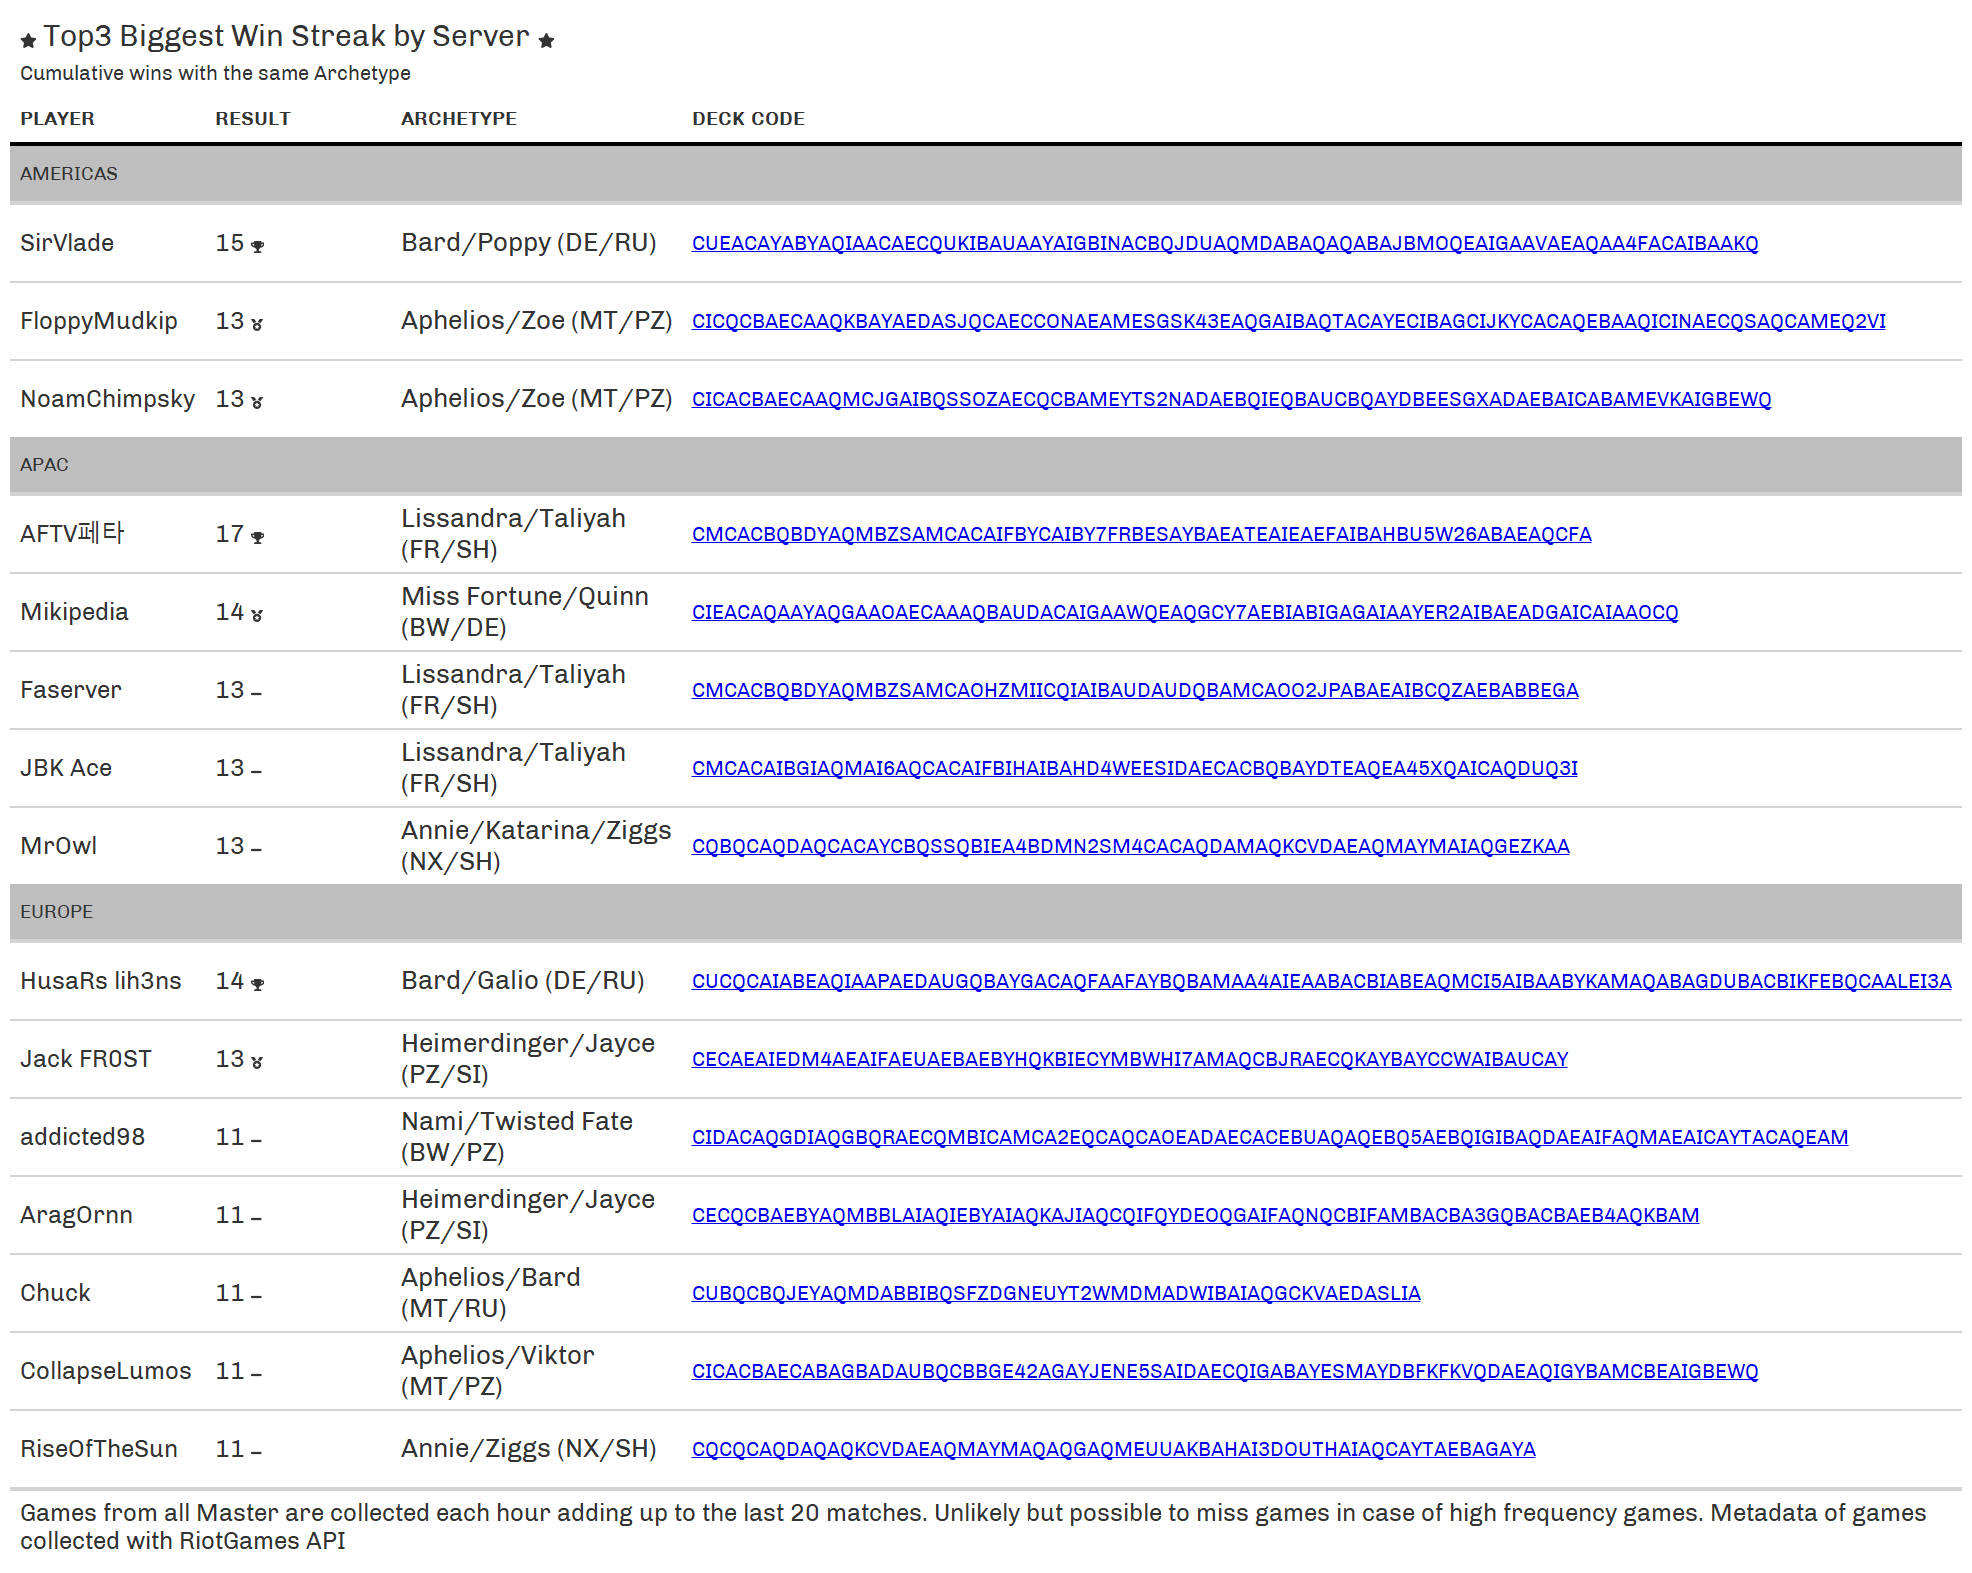 ★ Top3 Biggest Win Streak by Server ★
Cumulative wins with the same Archetype
PLAYER RESULT ARCHETYPE DECK CODE
AMERICAS
SirVlade 15 Bard/Poppy (DE/RU) CUEACAYABYAQIAACAECQUKIBAUAAYAIGBINACBQJDUAQMDABAQAQABAJBMOQEAIGAAVAEAQAA4FACAIBAAKQ
FloppyMudkip 13 Aphelios/Zoe (MT/PZ) CICQCBAECAAQKBAYAEDASJQCAECCONAEAMESGSK43EAQGAIBAQTACAYECIBAGCIJKYCACAQEBAAQICINAECQSAQCAMEQ2VI
NoamChimpsky 13 Aphelios/Zoe (MT/PZ) CICACBAECAAQMCJGAIBQSSOZAECQCBAMEYTS2NADAEBQIEQBAUCBQAYDBEESGXADAEBAICABAMEVKAIGBEWQ
APAC
AFTV페타 17 Lissandra/Taliyah CMCACBQBDYAQMBZSAMCACAIFBYCAIBY7FRBESAYBAEATEAIEAEFAIBAHBU5W26ABAEAQCFA
(FR/SH)
Mikipedia 14 Miss Fortune/Quinn CIEACAQAAYAQGAAOAECAAAQBAUDACAIGAAWQEAQGCY7AEBIABIGAGAIAAYER2AIBAEADGAICAIAAOCQ
(BW/DE)
Faserver 13 – Lissandra/Taliyah CMCACBQBDYAQMBZSAMCAOHZMIICQIAIBAUDAUDQBAMCAOO2JPABAEAIBCQZAEBABBEGA
(FR/SH)
JBK Ace 13 – Lissandra/Taliyah CMCACAIBGIAQMAI6AQCACAIFBIHAIBAHD4WEESIDAECACBQBAYDTEAQEA45XQAICAQDUQ3I
(FR/SH)
MrOwl 13 – Annie/Katarina/Ziggs CQBQCAQDAQCACAYCBQSSQBIEA4BDMN2SM4CACAQDAMAQKCVDAEAQMAYMAIAQGEZKAA
(NX/SH)
EUROPE
HusaRs lih3ns 14 Bard/Galio (DE/RU) CUCQCAIABEAQIAAPAEDAUGQBAYGACAQFAAFAYBQBAMAA4AIEAABACBIABEAQMCI5AIBAABYKAMAQABAGDUBACBIKFEBQCAALEI3A
Jack FR0ST 13 Heimerdinger/Jayce CECAEAIEDM4AEAIFAEUAEBAEBYHQKBIECYMBWHI7AMAQCBJRAECQKAYBAYCCWAIBAUCAY
(PZ/SI)
addicted98 11 – Nami/Twisted Fate CIDACAQGDIAQGBQRAECQMBICAMCA2EQCAQCAOEADAECACEBUAQAQEBQ5AEBQIGIBAQDAEAIFAQMAEAICAYTACAQEAM
(BW/PZ)
AragOrnn 11 – Heimerdinger/Jayce CECQCBAEBYAQMBBLAIAQIEBYAIAQKAJIAQCQIFQYDEOQGAIFAQNQCBIFAMBACBA3GQBACBAEB4AQKBAM
(PZ/SI)
Chuck 11 – Aphelios/Bard CUBQCBQJEYAQMDABBIBQSFZDGNEUYT2WMDMADWIBAIAQGCKVAEDASLIA
(MT/RU)
CollapseLumos 11 – Aphelios/Viktor CICACBAECABAGBADAUBQCBBGE42AGAYJENE5SAIDAECQIGABAYESMAYDBFKFKVQDAEAQIGYBAMCBEAIGBEWQ
(MT/PZ)
RiseOfTheSun 11 – Annie/Ziggs (NX/SH) CQCQCAQDAQAQKCVDAEAQMAYMAQAQGAQMEUUAKBAHAI3DOUTHAIAQCAYTAEBAGAYA
Games from all Master are collected each hour adding up to the last 20 matches. Unlikely but possible to miss games in case of high frequency games. Metadata of games
collected with RiotGames API